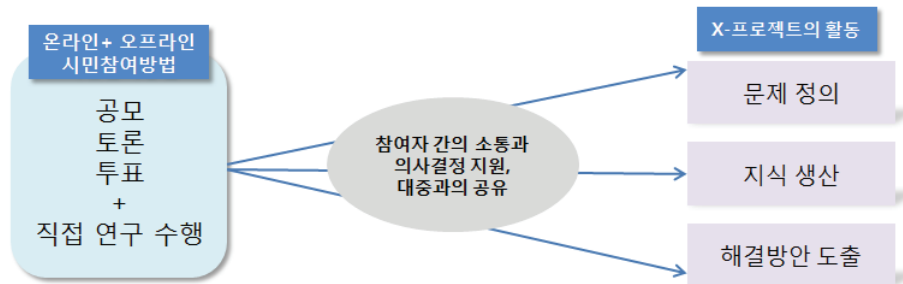 온라인+ 오프라인
시민참여방법
공모
토론
투표
+
직접 연구 수행
참여자 간의 소통과
의사결정 지원,
대중과의 공유
X-프로젝트의 활동
문제 정의
지식 생산
해결방안 도출